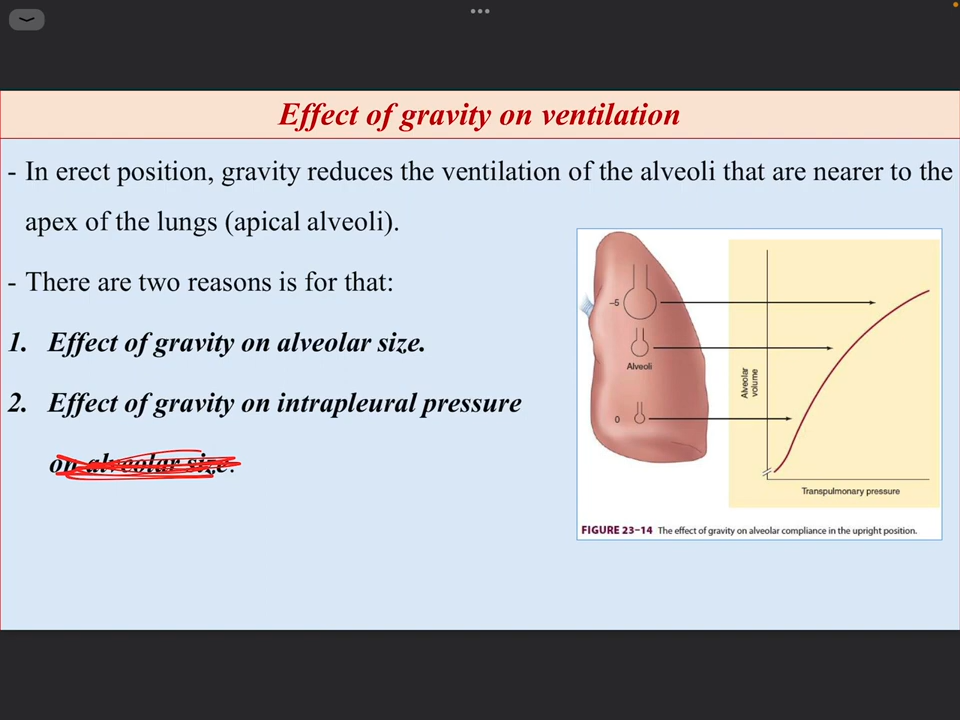 Effect of gravity on ventilation
- In erect position, gravity reduces the ventilation of the alveoli that are nearer to the
apex of the lungs (apical alveoli).
- There are two reasons is for that:
1. Effect of gravity on alveolar size.
2. Effect of gravity on intrapleural pressure
on alveolar size.
–5
Alveoli
0
Alveolar
volume
Transpulmonary pressure
FIGURE 23–14 The effect of gravity on alveolar compliance in the upright position.